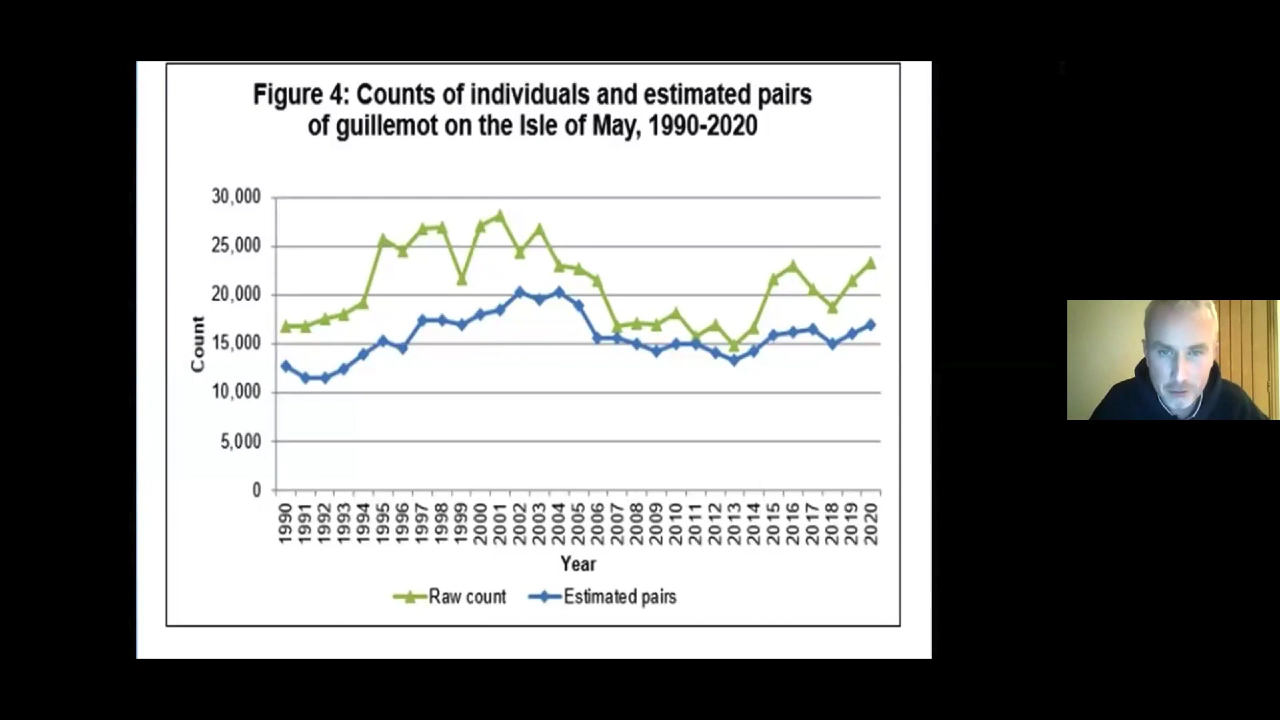 Figure 4: Counts of individuals and estimated pairs
of guillemot on the Isle of May, 1990-2020
30,000
25,000
20,000
15,000
10,000
5,000
0
Count
1990 1991 1992 1993 1994 1995 1996 1997 1998 1999 2000 2001 2002 2003 2004 2005 2006 2007 2008 2009 2010 2011 2012 2013 2014 2015 2016 2017 2018 2019 2020
Year
Raw count Estimated pairs